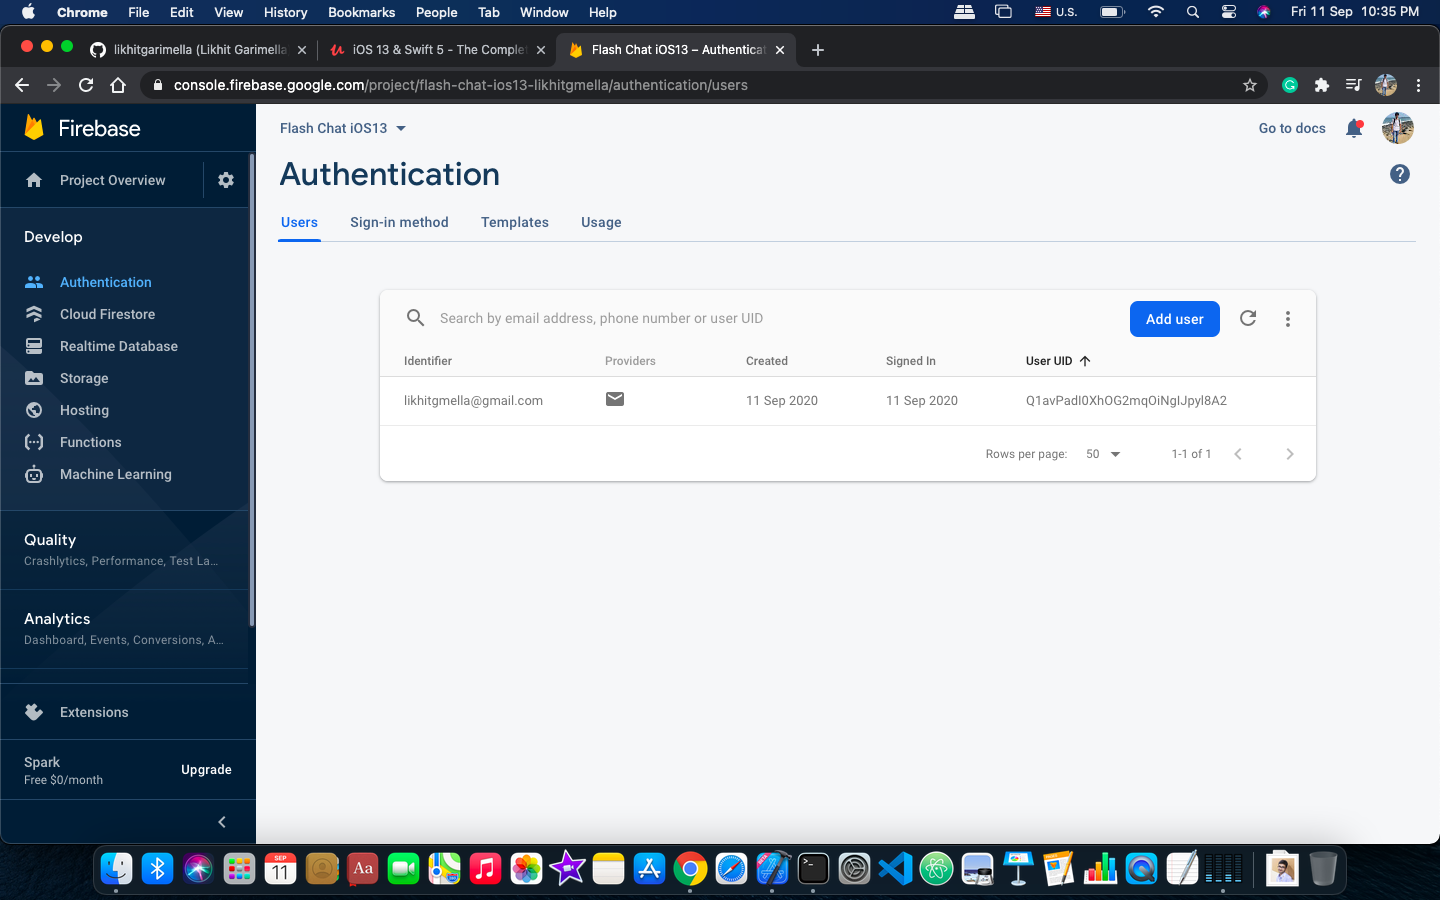 Chrome File Edit View History Bookmarks People Tab Window Help U.S. Fri 11 Sep 10:35 PM
likhitgarimella (Likhit Garimella iOS 13 & Swift 5 - The Comple Flash Chat iOS13 – Authenticat
console.firebase.google.com/project/flash-chat-ios13-likhitgmella/authentication/users
Firebase
Project Overview
Develop
Authentication
Cloud Firestore
Realtime Database
Storage
Hosting
Functions
Machine Learning
Quality
Crashlytics, Performance, Test La...
Analytics
Dashboard, Events, Conversions, A...
Extensions
Spark
Free $0/month
Upgrade
Flash Chat iOS13
Go to docs
Authentication
Users Sign-in method Templates Usage
Search by email address, phone number or user UID
Add user
Identifier Providers Created Signed In User UID
likhitgmella@gmail.com 11 Sep 2020 11 Sep 2020 Q1avPadI0XhOG2mqOiNglJpyl8A2
Rows per page: 50 1-1 of 1
SEP
11
Aa